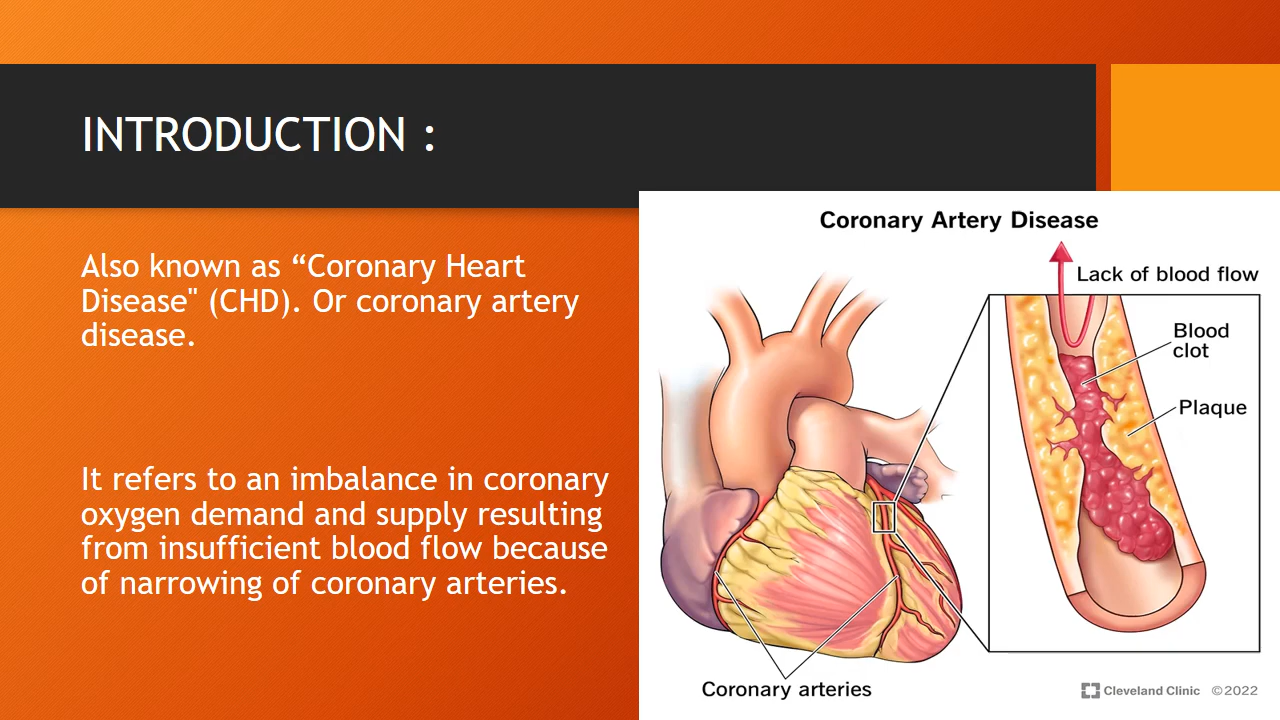 INTRODUCTION :
Also known as “Coronary Heart
Disease" (CHD). Or coronary artery
disease.
It refers to an imbalance in coronary
oxygen demand and supply resulting
from insufficient blood flow because
of narrowing of coronary arteries.
Coronary Artery Disease
Lack of blood flow
Blood
clot
Plaque
Coronary arteries
Cleveland Clinic ©2022